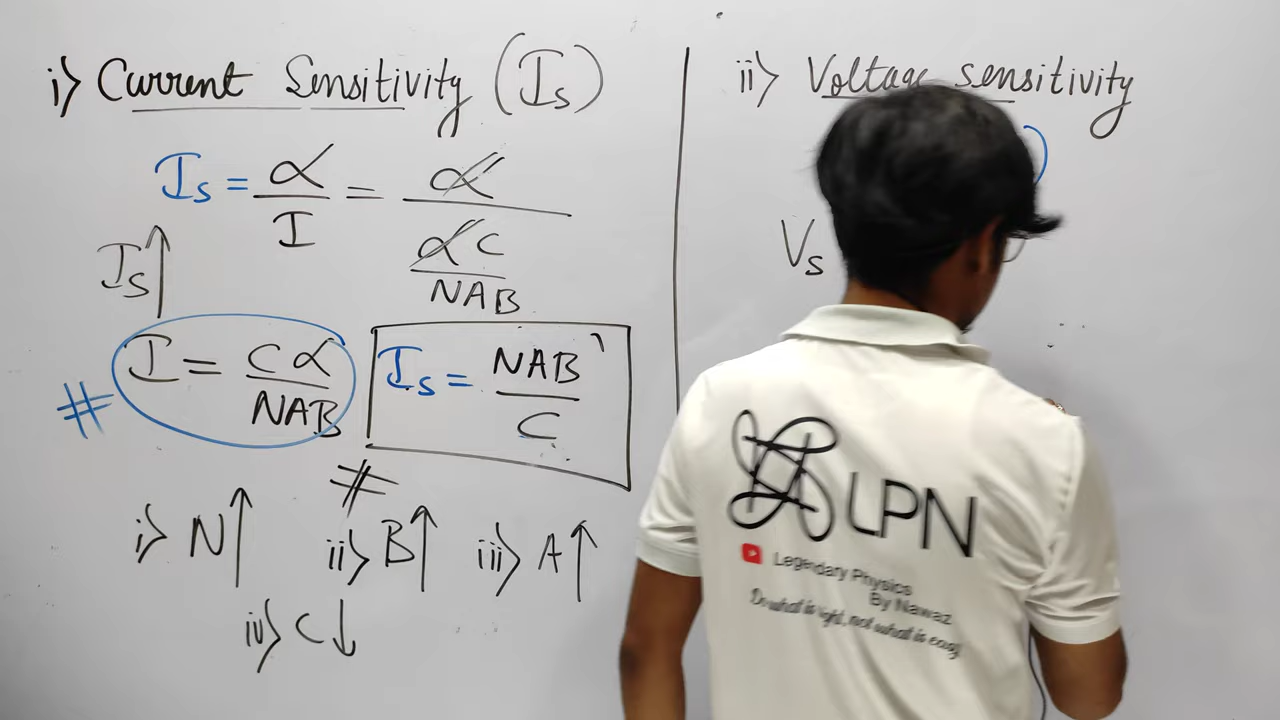 i) Current Sensitivity (Is)
Is = α/I = α/(αC/NAB)
Is↑
# I = Cα/NAB
Is = NAB/C
#
i) N↑ ii) B↑ iii) A↑
iv) C↓
ii) Voltage sensitivity
Vs
LPN
Legendary Physics
By Nawaz
Do what is right, not what is easy